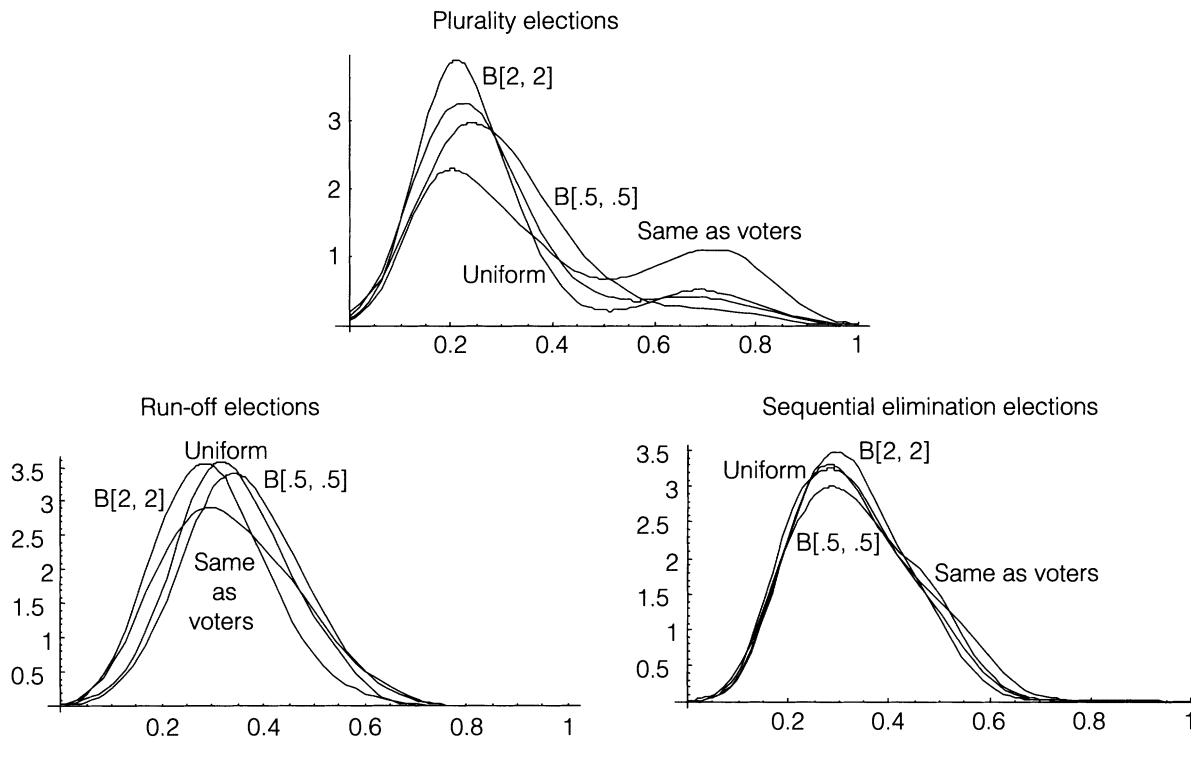 Plurality elections
B[2, 2]
3
2
B[.5, .5]
Same as voters
1
Uniform
0.2 0.4 0.6 0.8 1
Run-off elections
Uniform
3.5
B[.5, .5]
B[2, 2]
3
2.5
Same
as
voters
2
1.5
1
0.5
0.2 0.4 0.6 0.8 1
Sequential elimination elections
3.5
B[2, 2]
Uniform
3
2.5
B[.5, .5]
2
Same as voters
1.5
1
0.5
0.2 0.4 0.6 0.8 1